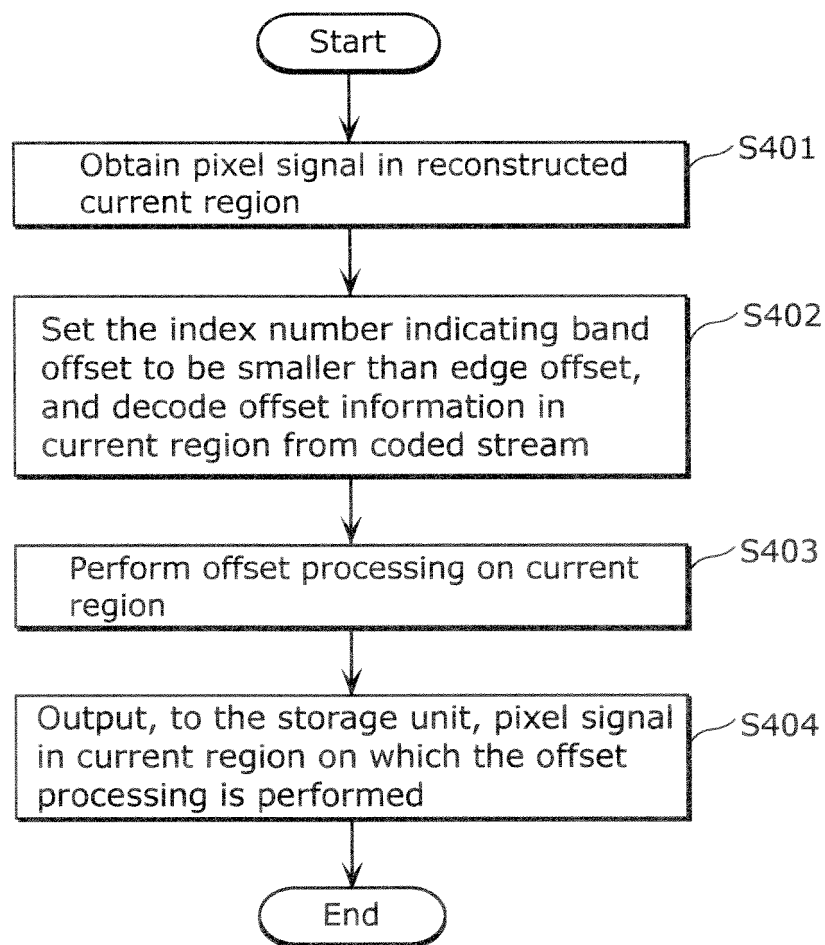 Start
S401
Obtain pixel signal in reconstructed
current region
S402
Set the index number indicating band
offset to be smaller than edge offset,
and decode offset information in
current region from coded stream
S403
Perform offset processing on current
region
S404
Output, to the storage unit, pixel signal
in current region on which the offset
processing is performed
End